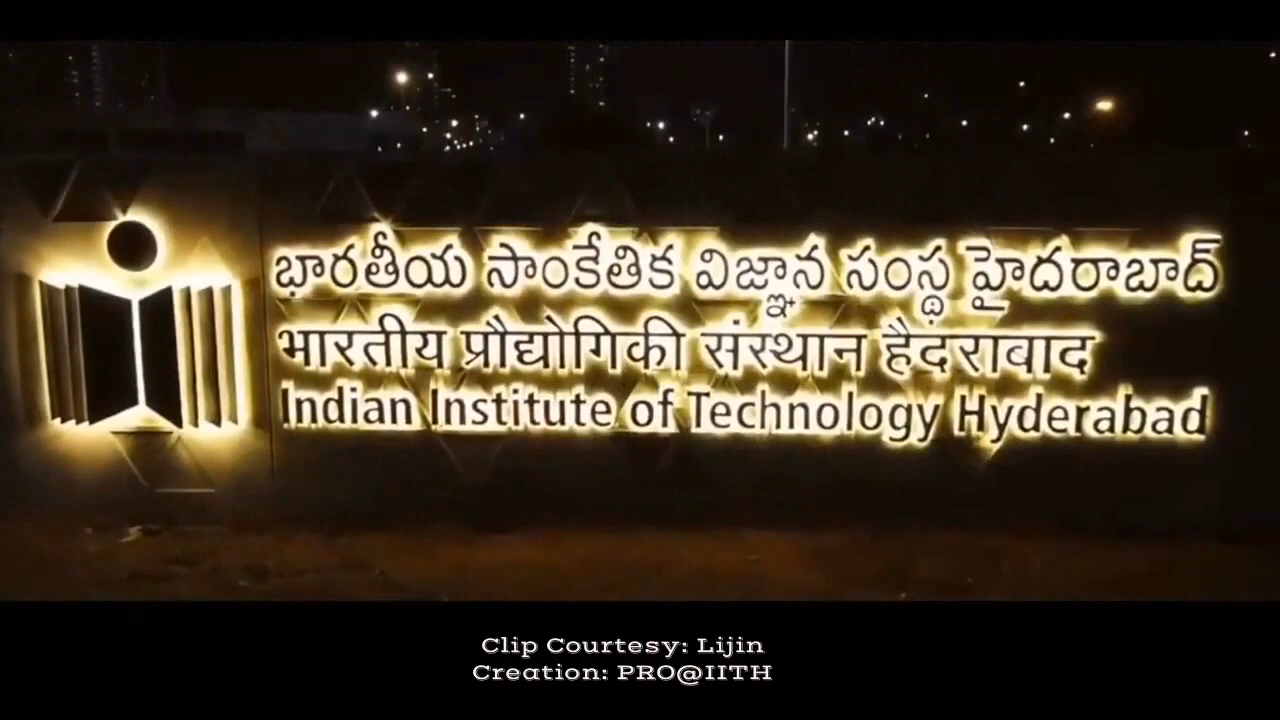 భారతీయ సాంకేతిక విజ్ఞాన సంస్థ హైదరాబాద్
भारतीय प्रौद्योगिकी संस्थान हैदराबाद
Indian Institute of Technology Hyderabad
Clip Courtesy: Lijin
Creation: PRO@IITH